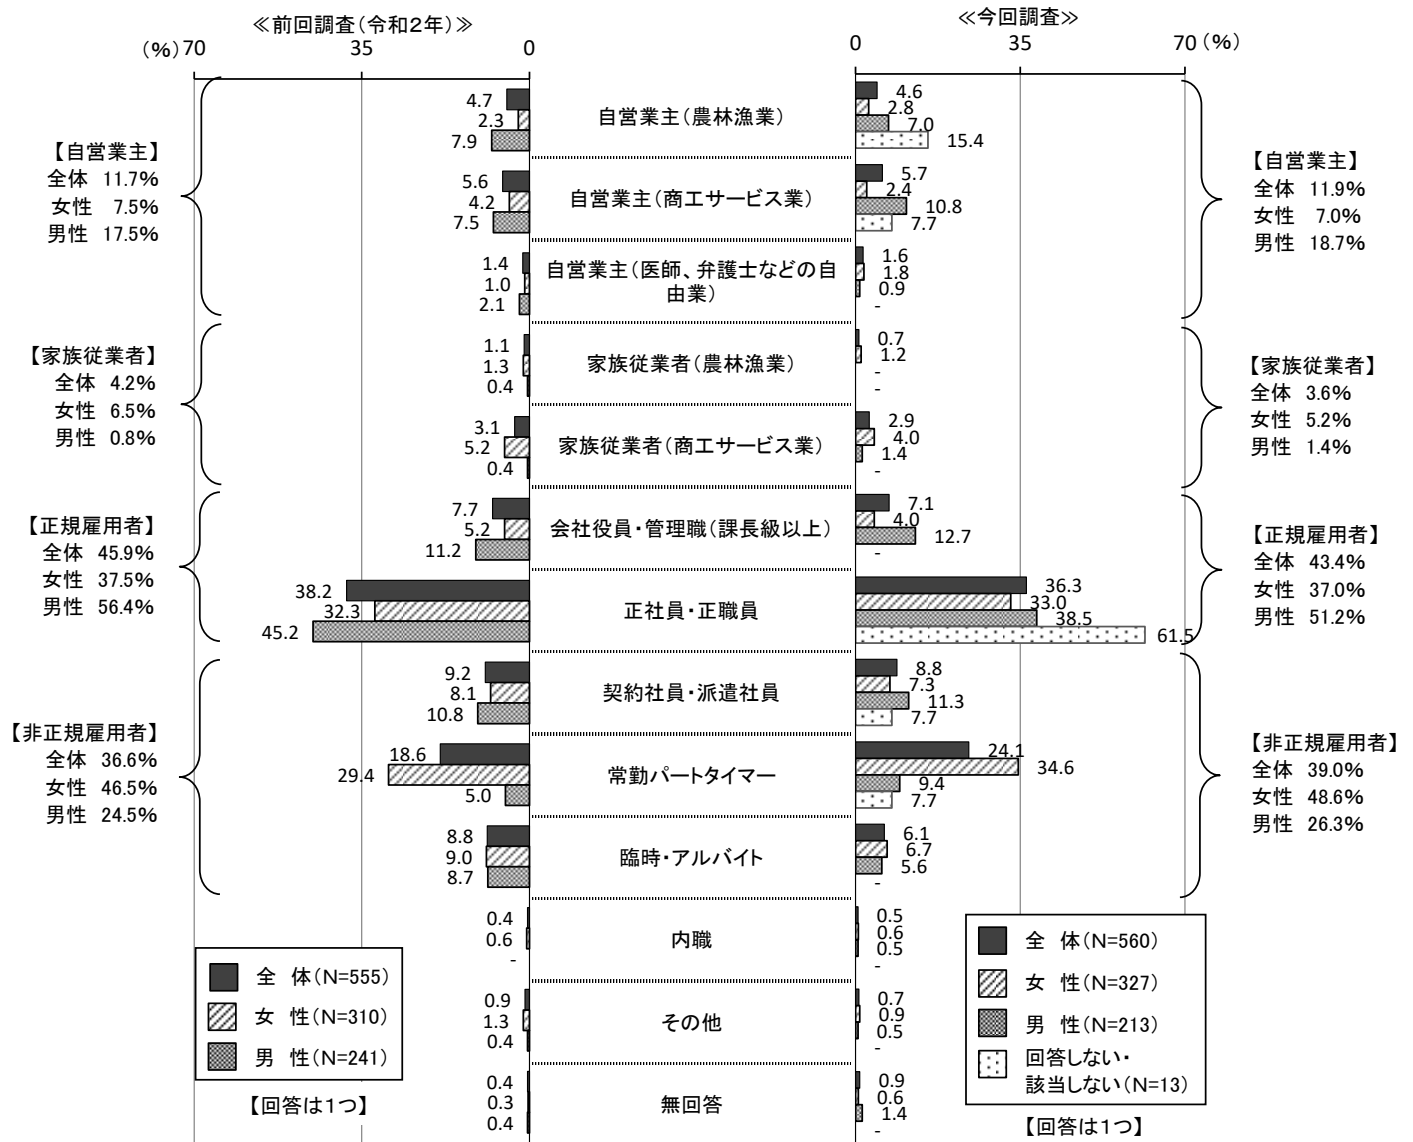 ≪前回調査(令和2年)≫
≪今回調査≫
(%) 70 35 0
0 35 70 (%)
4.7
2.3
7.9
自営業主(農林漁業)
4.6
2.8
7.0
15.4
【自営業主】
全体 11.7%
女性 7.5%
男性 17.5%
5.6
4.2
7.5
自営業主(商工サービス業)
5.7
2.4
10.8
7.7
【自営業主】
全体 11.9%
女性 7.0%
男性 18.7%
1.4
1.0
2.1
自営業主(医師、弁護士などの自
由業)
1.6
1.8
0.9
-
【家族従業者】
全体 4.2%
女性 6.5%
男性 0.8%
1.1
1.3
0.4
家族従業者(農林漁業)
0.7
1.2
-
-
【家族従業者】
全体 3.6%
女性 5.2%
男性 1.4%
3.1
5.2
0.4
家族従業者(商工サービス業)
2.9
4.0
1.4
-
【正規雇用者】
全体 45.9%
女性 37.5%
男性 56.4%
7.7
5.2
11.2
会社役員・管理職(課長級以上)
7.1
4.0
12.7
-
【正規雇用者】
全体 43.4%
女性 37.0%
男性 51.2%
38.2
32.3
45.2
正社員・正職員
36.3
33.0
38.5
61.5
9.2
8.1
10.8
契約社員・派遣社員
8.8
7.3
11.3
7.7
【非正規雇用者】
全体 36.6%
女性 46.5%
男性 24.5%
18.6
29.4
5.0
常勤パートタイマー
24.1
34.6
9.4
7.7
【非正規雇用者】
全体 39.0%
女性 48.6%
男性 26.3%
8.8
9.0
8.7
臨時・アルバイト
6.1
6.7
5.6
-
0.4
0.6
-
内職
0.5
0.6
0.5
-
0.9
1.3
0.4
その他
0.7
0.9
0.5
-
0.4
0.3
0.4
無回答
0.9
0.6
1.4
-
全 体(N=555)
女 性(N=310)
男 性(N=241)
【回答は1つ】
全 体(N=560)
女 性(N=327)
男 性(N=213)
回答しない・
該当しない(N=13)
【回答は1つ】